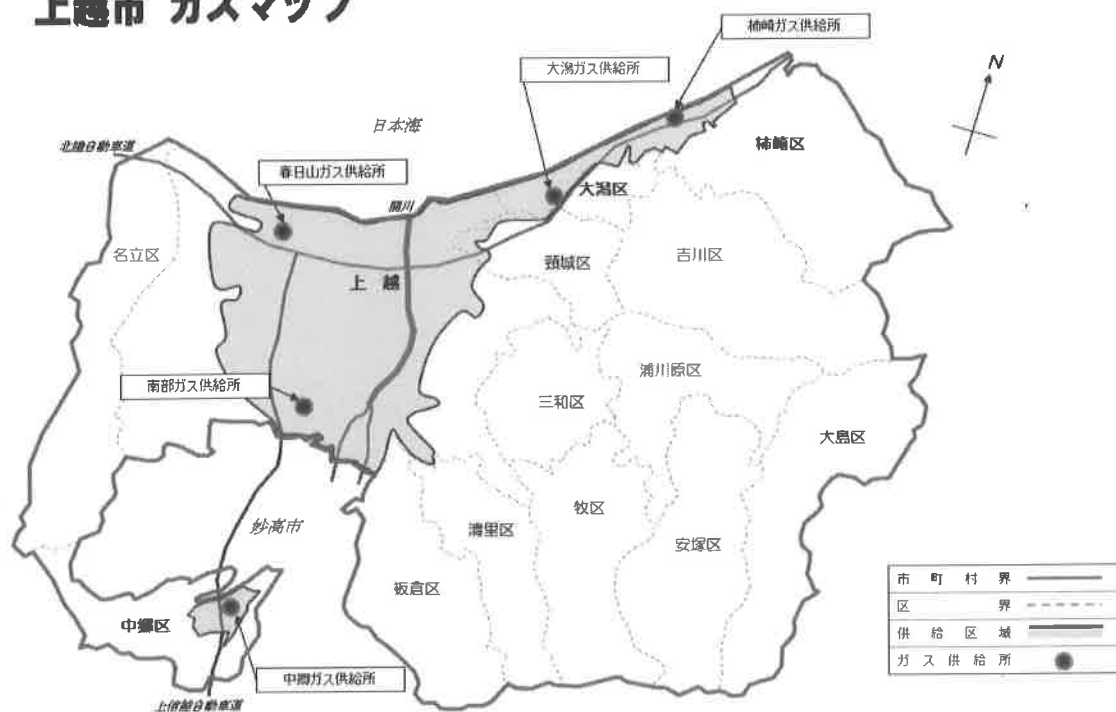 上越市 ガスマップ
柿崎ガス供給所
大潟ガス供給所
N
日本海
北陸自動車道
柿崎区
春日山ガス供給所
大潟区
関川
名立区
頸城区
吉川区
上 越
南部ガス供給所
浦川原区
三和区
大島区
妙高市
清里区
牧区
安塚区
板倉区
中郷区
中郷ガス供給所
上信越自動車道
市町村界
区界
供給区域
ガス供給所